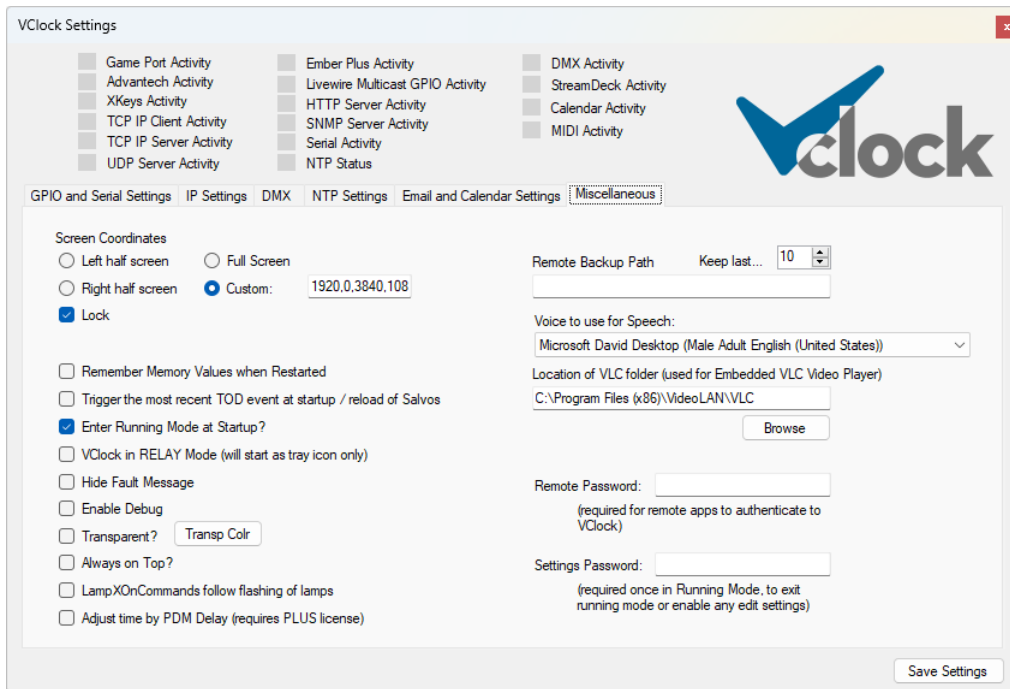 VClock Settings
x
Game Port Activity
Advantech Activity
XKeys Activity
TCP IP Client Activity
TCP IP Server Activity
UDP Server Activity
Ember Plus Activity
Livewire Multicast GPIO Activity
HTTP Server Activity
SNMP Server Activity
Serial Activity
NTP Status
DMX Activity
StreamDeck Activity
Calendar Activity
MIDI Activity
Vclock
GPIO and Serial Settings
IP Settings
DMX
NTP Settings
Email and Calendar Settings
Miscellaneous
Screen Coordinates
Left half screen
Full Screen
Right half screen
Custom:
1920,0,3840,108
Lock
Remember Memory Values when Restarted
Trigger the most recent TOD event at startup / reload of Salvos
Enter Running Mode at Startup?
VClock in RELAY Mode (will start as tray icon only)
Hide Fault Message
Enable Debug
Transparent?
Transp Colr
Always on Top?
LampXOnCommands follow flashing of lamps
Adjust time by PDM Delay (requires PLUS license)
Remote Backup Path
Keep last...
10
Voice to use for Speech:
Microsoft David Desktop (Male Adult English (United States))
Location of VLC folder (used for Embedded VLC Video Player)
C:\Program Files (x86)\VideoLAN\VLC
Browse
Remote Password:
(required for remote apps to authenticate to
VClock)
Settings Password:
(required once in Running Mode, to exit
running mode or enable any edit settings)
Save Settings